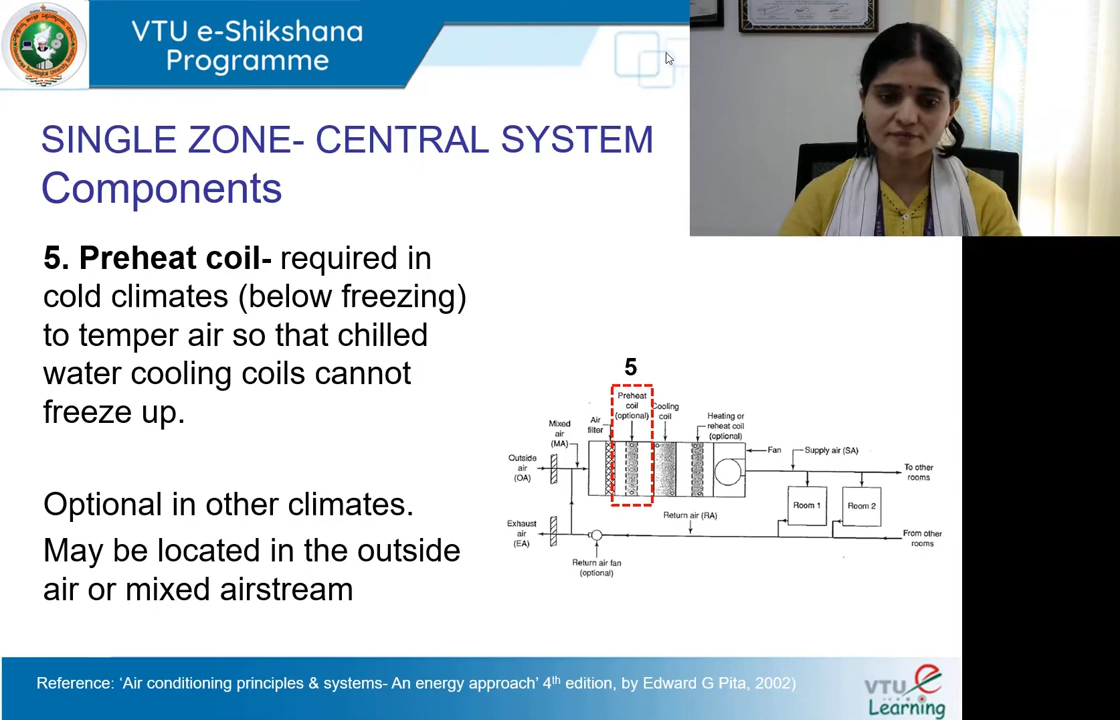 VTU e-Shikshana
Programme
SINGLE ZONE- CENTRAL SYSTEM
Components
5. Preheat coil- required in
cold climates (below freezing)
to temper air so that chilled
water cooling coils cannot
freeze up.
Optional in other climates.
May be located in the outside
air or mixed airstream
5
Preheat
coil
(optional)
Cooling
coil
Air
filter
Mixed
air
(MA)
Heating or
reheat coil
(optional)
Outside
air
(OA)
Fan
Supply air (SA)
To other
rooms
Room 1
Room 2
Return air (RA)
Exhaust
air
(EA)
From other
rooms
Return air fan
(optional)
Reference: ‘Air conditioning principles & systems- An energy approach’ 4th edition, by Edward G Pita, 2002)
VTU e
Learning